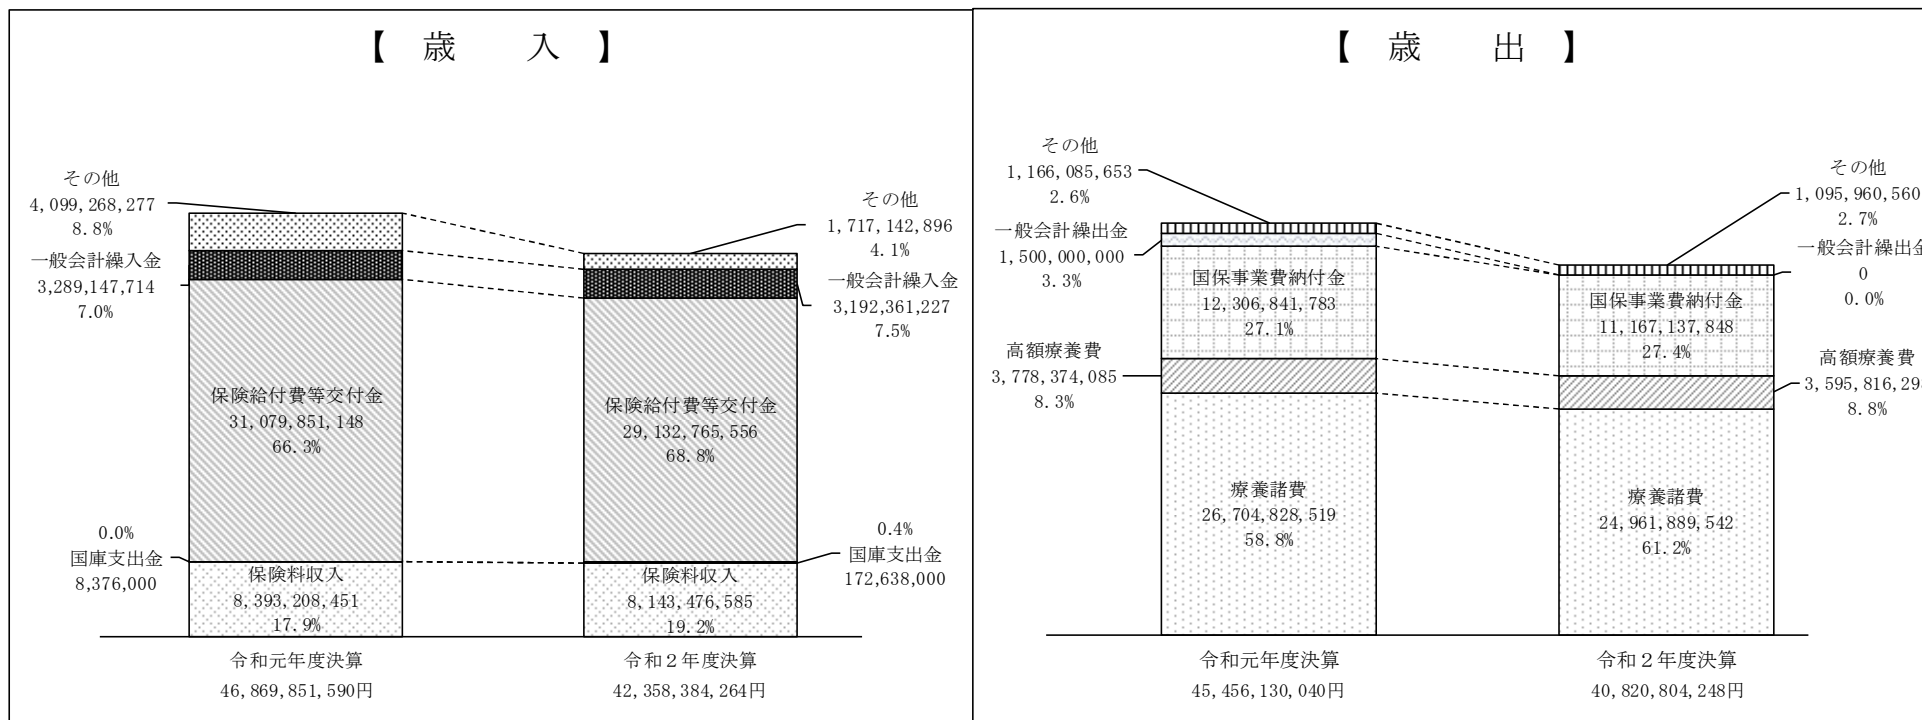 【 歳 入 】
その他
4,099,268,277
8.8%
一般会計繰入金
3,289,147,714
7.0%
保険給付費等交付金
31,079,851,148
66.3%
0.0%
国庫支出金
8,376,000
保険料収入
8,393,208,451
17.9%
令和元年度決算
46,869,851,590円
その他
1,717,142,896
4.1%
一般会計繰入金
3,192,361,227
7.5%
保険給付費等交付金
29,132,765,556
68.8%
0.4%
国庫支出金
172,638,000
保険料収入
8,143,476,585
19.2%
令和２年度決算
42,358,384,264円
【 歳 出 】
その他
1,166,085,653
2.6%
一般会計繰出金
1,500,000,000
3.3%
国保事業費納付金
12,306,841,783
27.1%
高額療養費
3,778,374,085
8.3%
療養諸費
26,704,828,519
58.8%
令和元年度決算
45,456,130,040円
その他
1,095,960,560
2.7%
一般会計繰出金
0
0.0%
国保事業費納付金
11,167,137,848
27.4%
高額療養費
8.8%
療養諸費
24,961,889,542
61.2%
令和２年度決算
40,820,804,248円